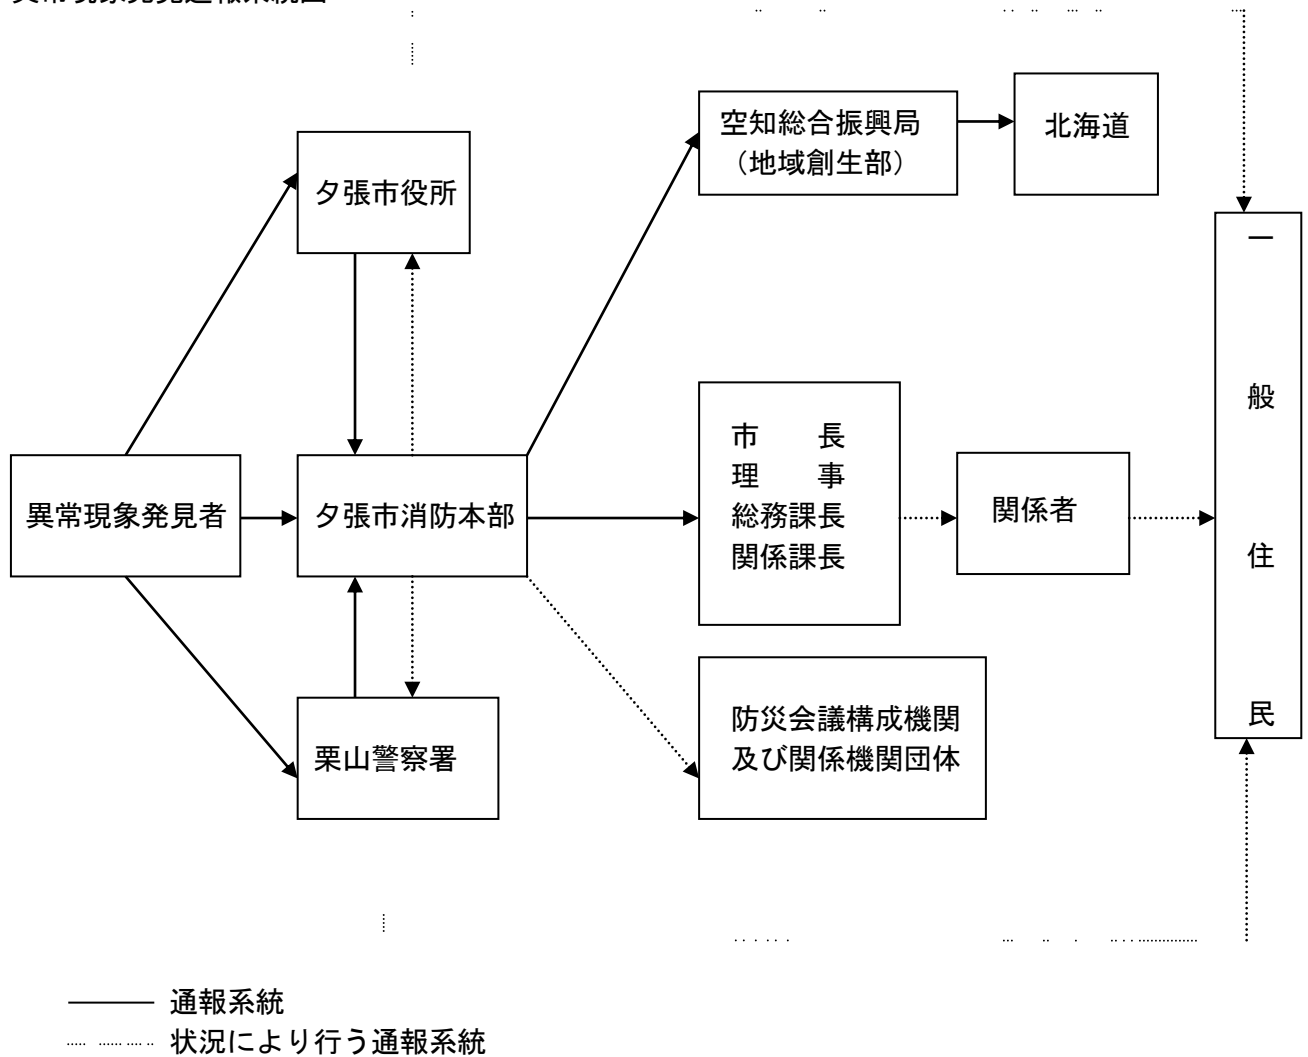 空知総合振興局
（地域創生部）
北海道
夕張市役所
一般住民
市　　長
理　　事
総務課長
関係課長
異常現象発見者
夕張市消防本部
関係者
防災会議構成機関
及び関係機関団体
栗山警察署
通報系統
状況により行う通報系統